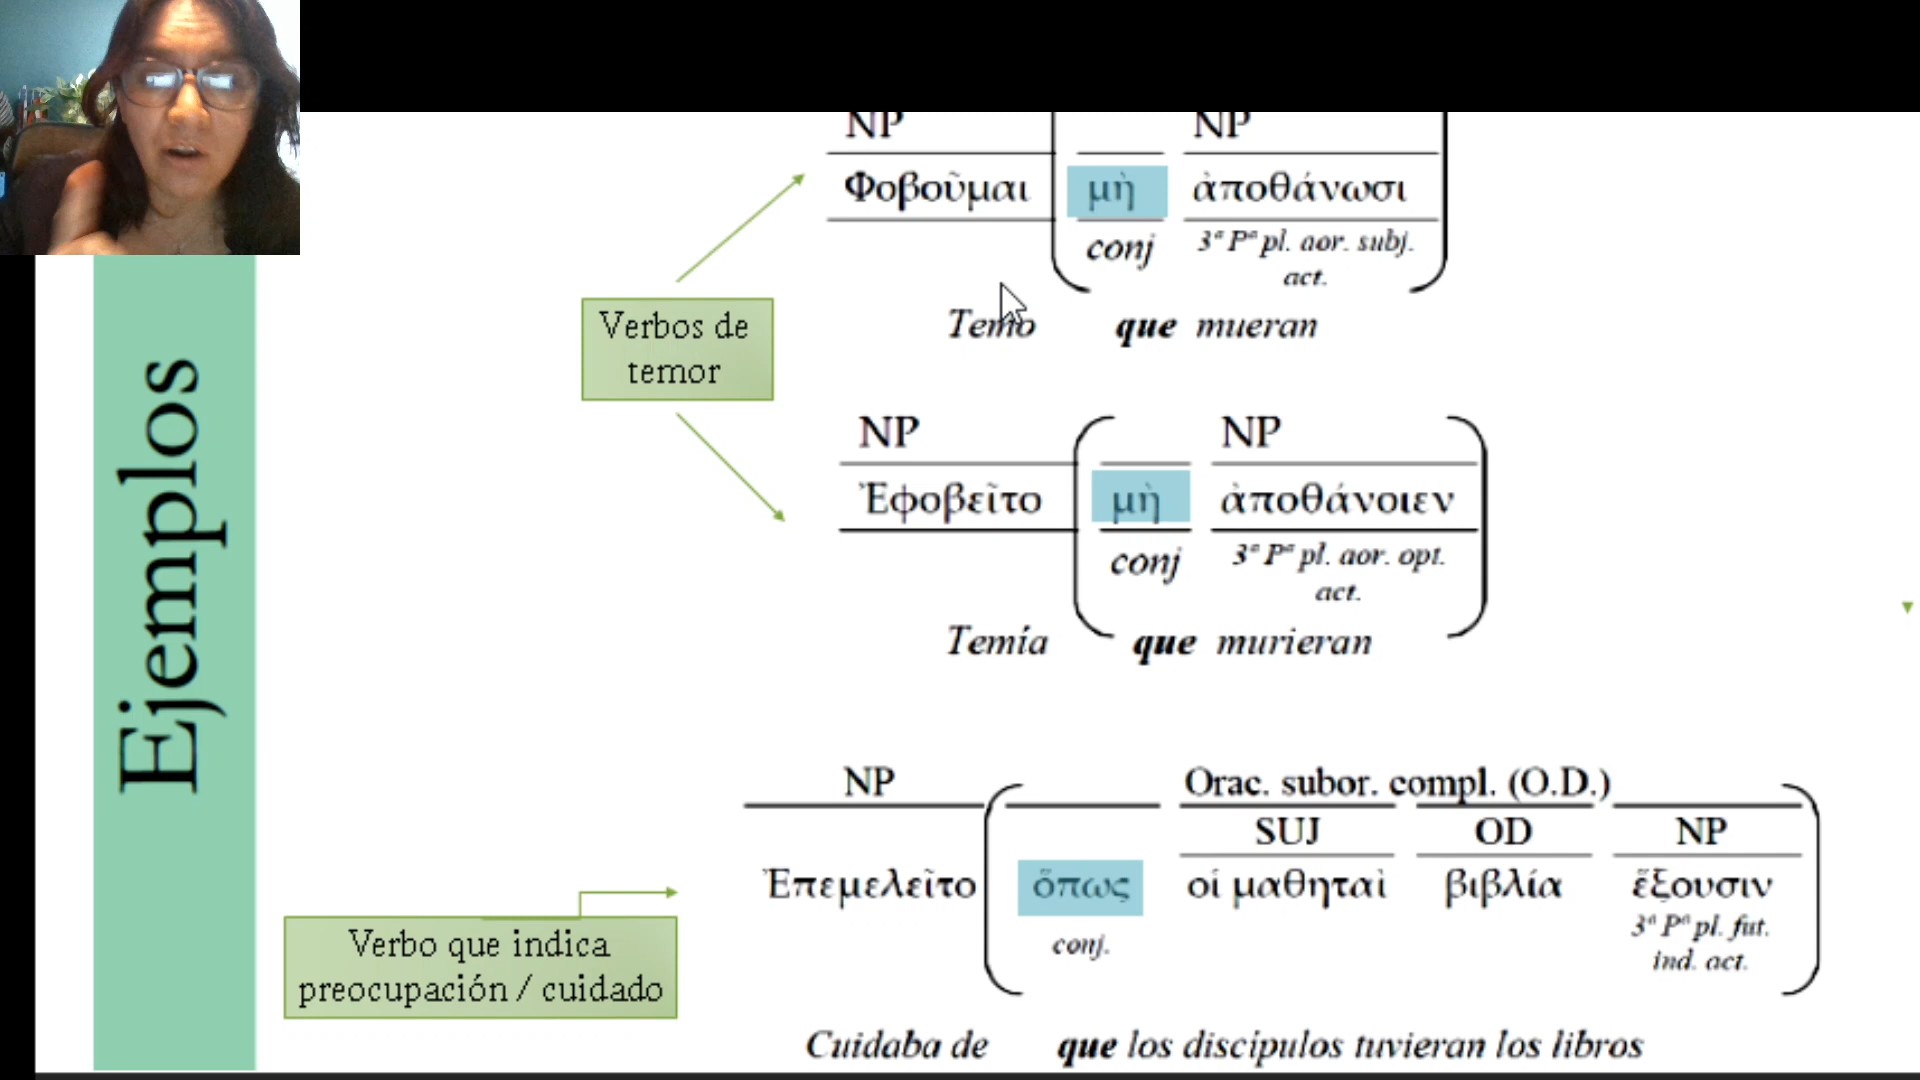 Ejemplos
NP NP
Φοβοῦμαι μὴ ἀποθάνωσι
conj 3ª Pª pl. aor. subj.
act.
Temo que mueran
Verbos de
temor
NP NP
Ἐφοβεῖτο μὴ ἀποθάνοιεν
conj 3ª Pª pl. aor. opt.
act.
Temía que murieran
NP Orac. subor. compl. (O.D.)
SUJ OD NP
Ἐπεμελεῖτο ὅπως οἱ μαθηταὶ βιβλία ἕξουσιν
conj. 3ª Pª pl. fut.
ind. act.
Verbo que indica
preocupación / cuidado
Cuidaba de que los discípulos tuvieran los libros